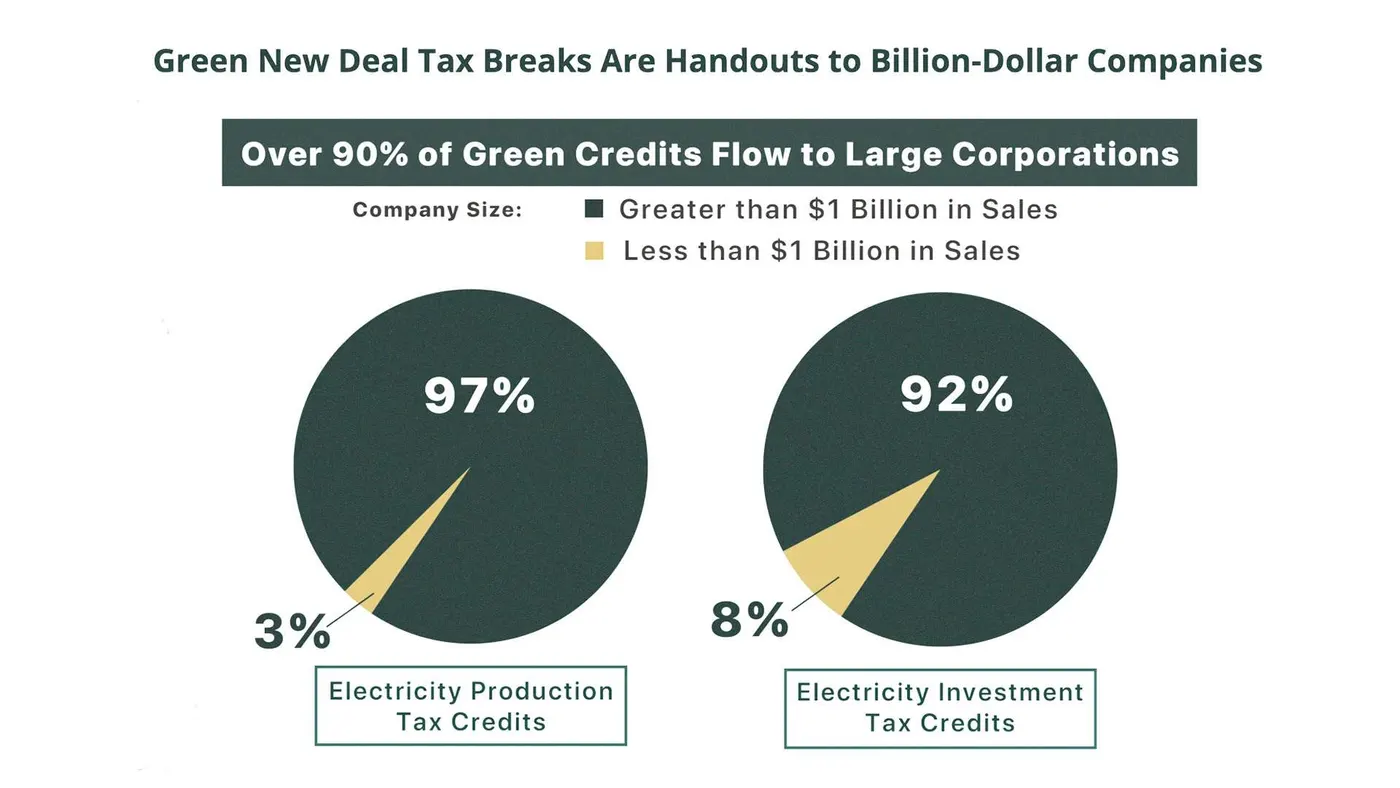 Green New Deal Tax Breaks Are Handouts to Billion-Dollar Companies
Over 90% of Green Credits Flow to Large Corporations
Company Size:
Greater than $1 Billion in Sales
Less than $1 Billion in Sales
97%
3%
Electricity Production
Tax Credits
92%
8%
Electricity Investment
Tax Credits